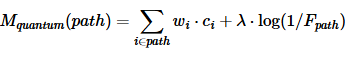 M_{quantum}(path) = \sum_{i \in path} w_i \cdot c_i + \lambda \cdot \log(1/F_{path})